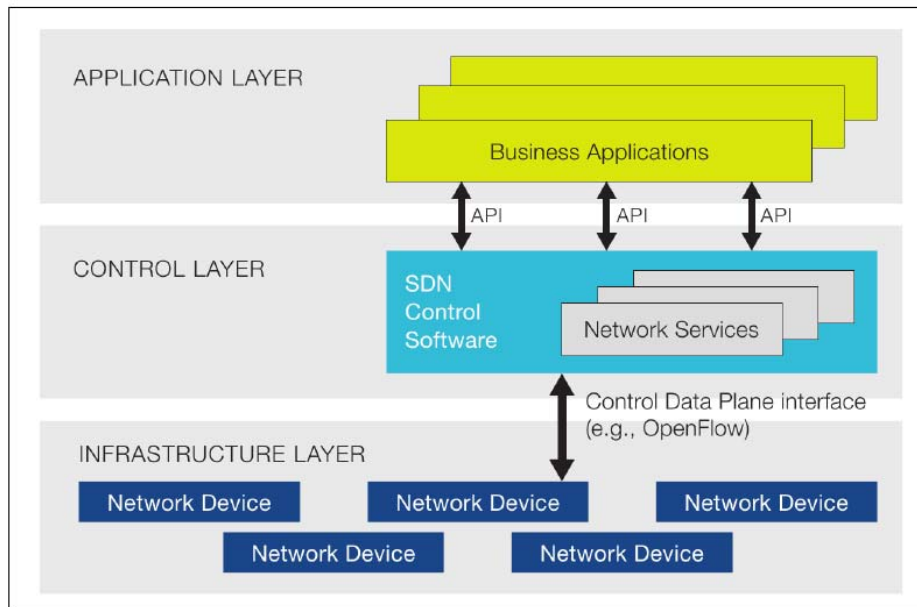 APPLICATION LAYER
Business Applications
API
API
API
CONTROL LAYER
SDN
Control
Software
Network Services
Control Data Plane interface
(e.g., OpenFlow)
INFRASTRUCTURE LAYER
Network Device
Network Device
Network Device
Network Device
Network Device